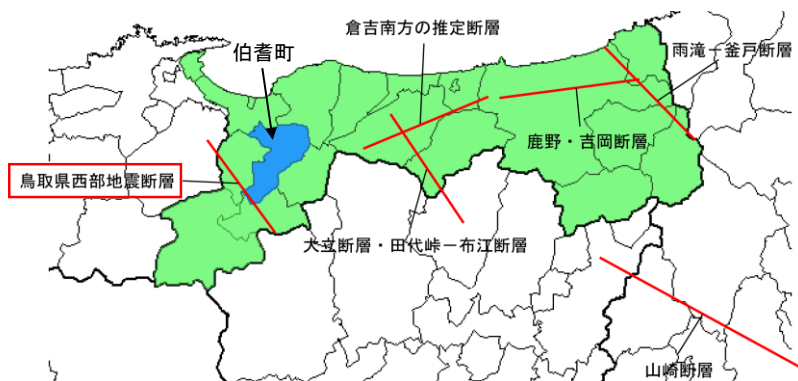 倉吉南方の推定断層
伯耆町
雨滝－釜戸断層
鹿野・吉岡断層
鳥取県西部地震断層
大立断層・田代峠－布江断層
山崎断層